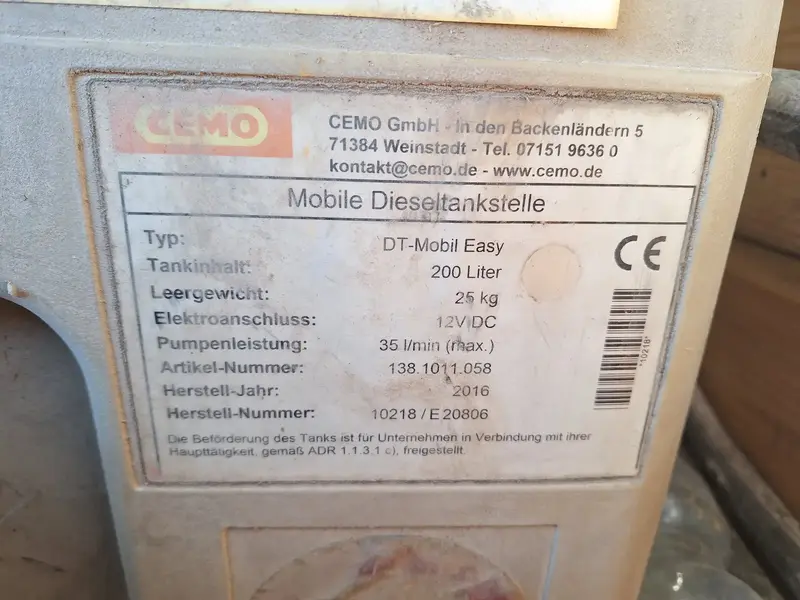 CEMO
CEMO GmbH - In den Backenländern 5
71384 Weinstadt - Tel. 07151 9636 0
kontakt@cemo.de - www.cemo.de
Mobile Dieseltankstelle
Typ: DT-Mobil Easy
Tankinhalt: 200 Liter
Leergewicht: 25 kg
Elektroanschluss: 12V DC
Pumpenleistung: 35 l/min (max.)
Artikel-Nummer: 138.1011.058
Herstell-Jahr: 2016
Herstell-Nummer: 10218 / E20806
CE
*10218*
Die Beförderung des Tanks ist für Unternehmen in Verbindung mit ihrer
Haupttätigkeit, gemäß ADR 1.1.3.1 c), freigestellt.